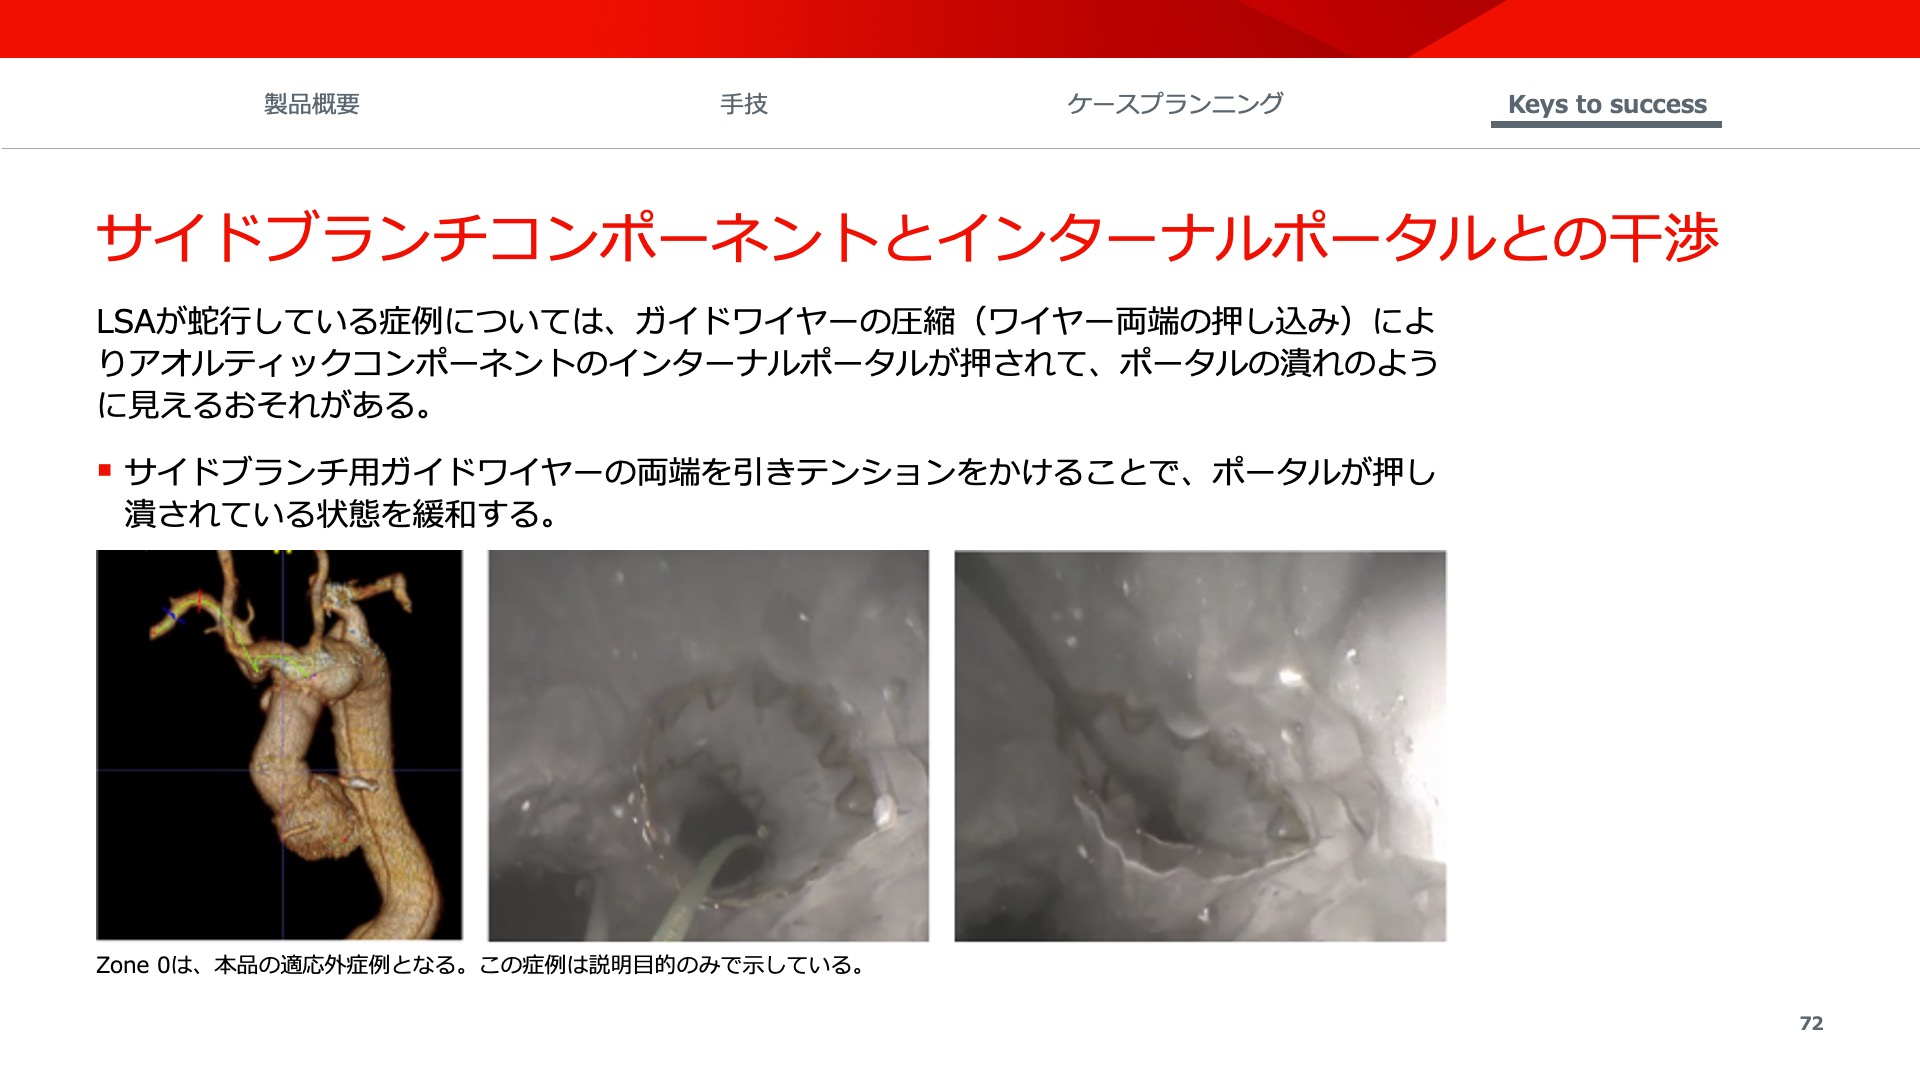 製品概要
手技
ケースプランニング
Keys to success
サイドブランチコンポーネントとインターナルポータルとの干渉
LSAが蛇行している症例については、ガイドワイヤーの圧縮（ワイヤー両端の押し込み）によ
りアオルティックコンポーネントのインターナルポータルが押されて、ポータルの潰れのよう
に見えるおそれがある。
サイドブランチ用ガイドワイヤーの両端を引きテンションをかけることで、ポータルが押し
潰されている状態を緩和する。
Zone 0は、本品の適応外症例となる。この症例は説明目的のみで示している。
72